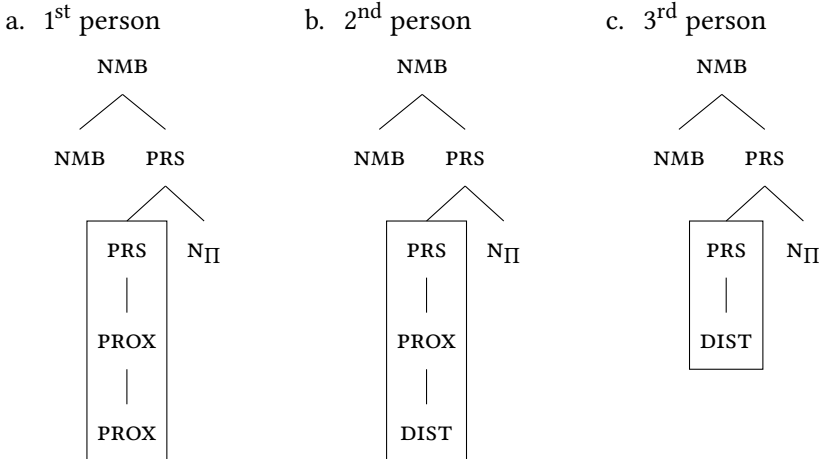 a. 1st person b. 2nd person c. 3rd person
NMB NMB NMB
NMB PRS NMB PRS NMB PRS
PRS NΠ PRS NΠ PRS NΠ
PROX PROX DIST
PROX DIST